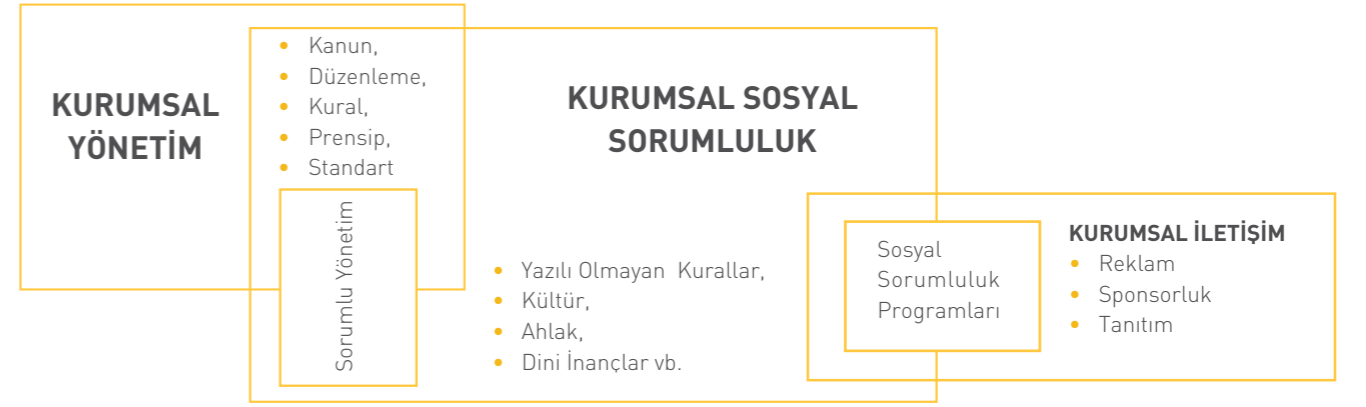 KURUMSAL
YÖNETİM
• Kanun,
• Düzenleme,
• Kural,
• Prensip,
• Standart
Sorumlu Yönetim
KURUMSAL SOSYAL
SORUMLULUK
• Yazılı Olmayan Kurallar,
• Kültür,
• Ahlak,
• Dini İnançlar vb.
Sosyal
Sorumluluk
Programları
KURUMSAL İLETİŞİM
• Reklam
• Sponsorluk
• Tanıtım